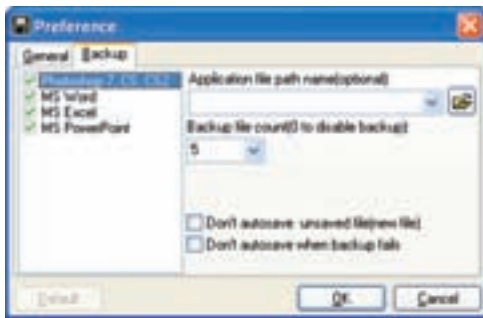 Preference
General Backup
Photoshop 7, CS, CS2
MS Word
MS Excel
MS PowerPoint
Application file path name(optional)
Backup file count(0 to disable backup)
5
Don't autosave unsaved file(new file)
Don't autosave when backup fails
Default
OK
Cancel